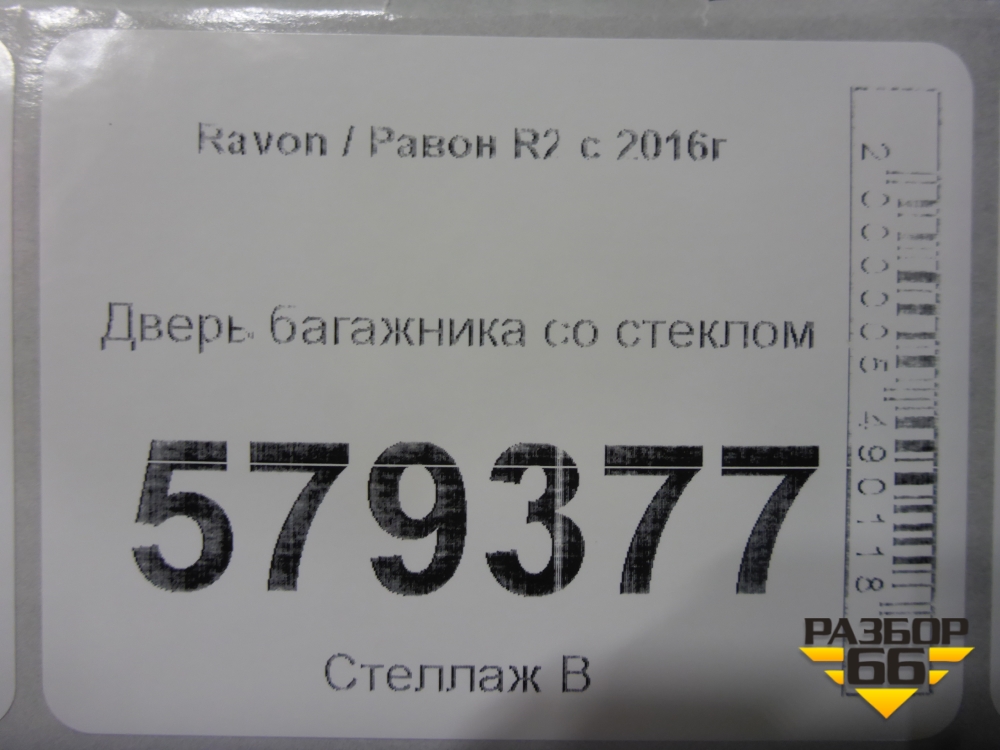 Ravon / Равон R2 с 2016г
Дверь багажника со стеклом
579377
Стеллаж В
2000005490118
РАЗБОР
66